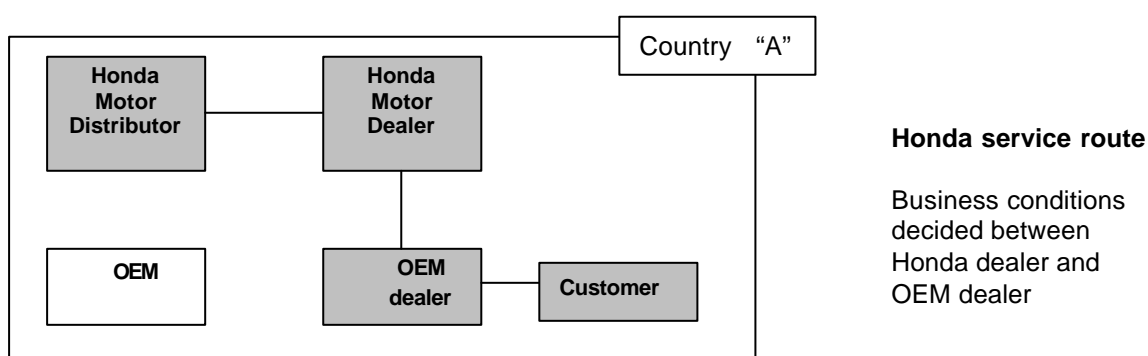 Country “A”
Honda
Motor
Distributor
Honda
Motor
Dealer
Honda service route
Business conditions
decided between
Honda dealer and
OEM dealer
OEM
OEM
dealer
Customer